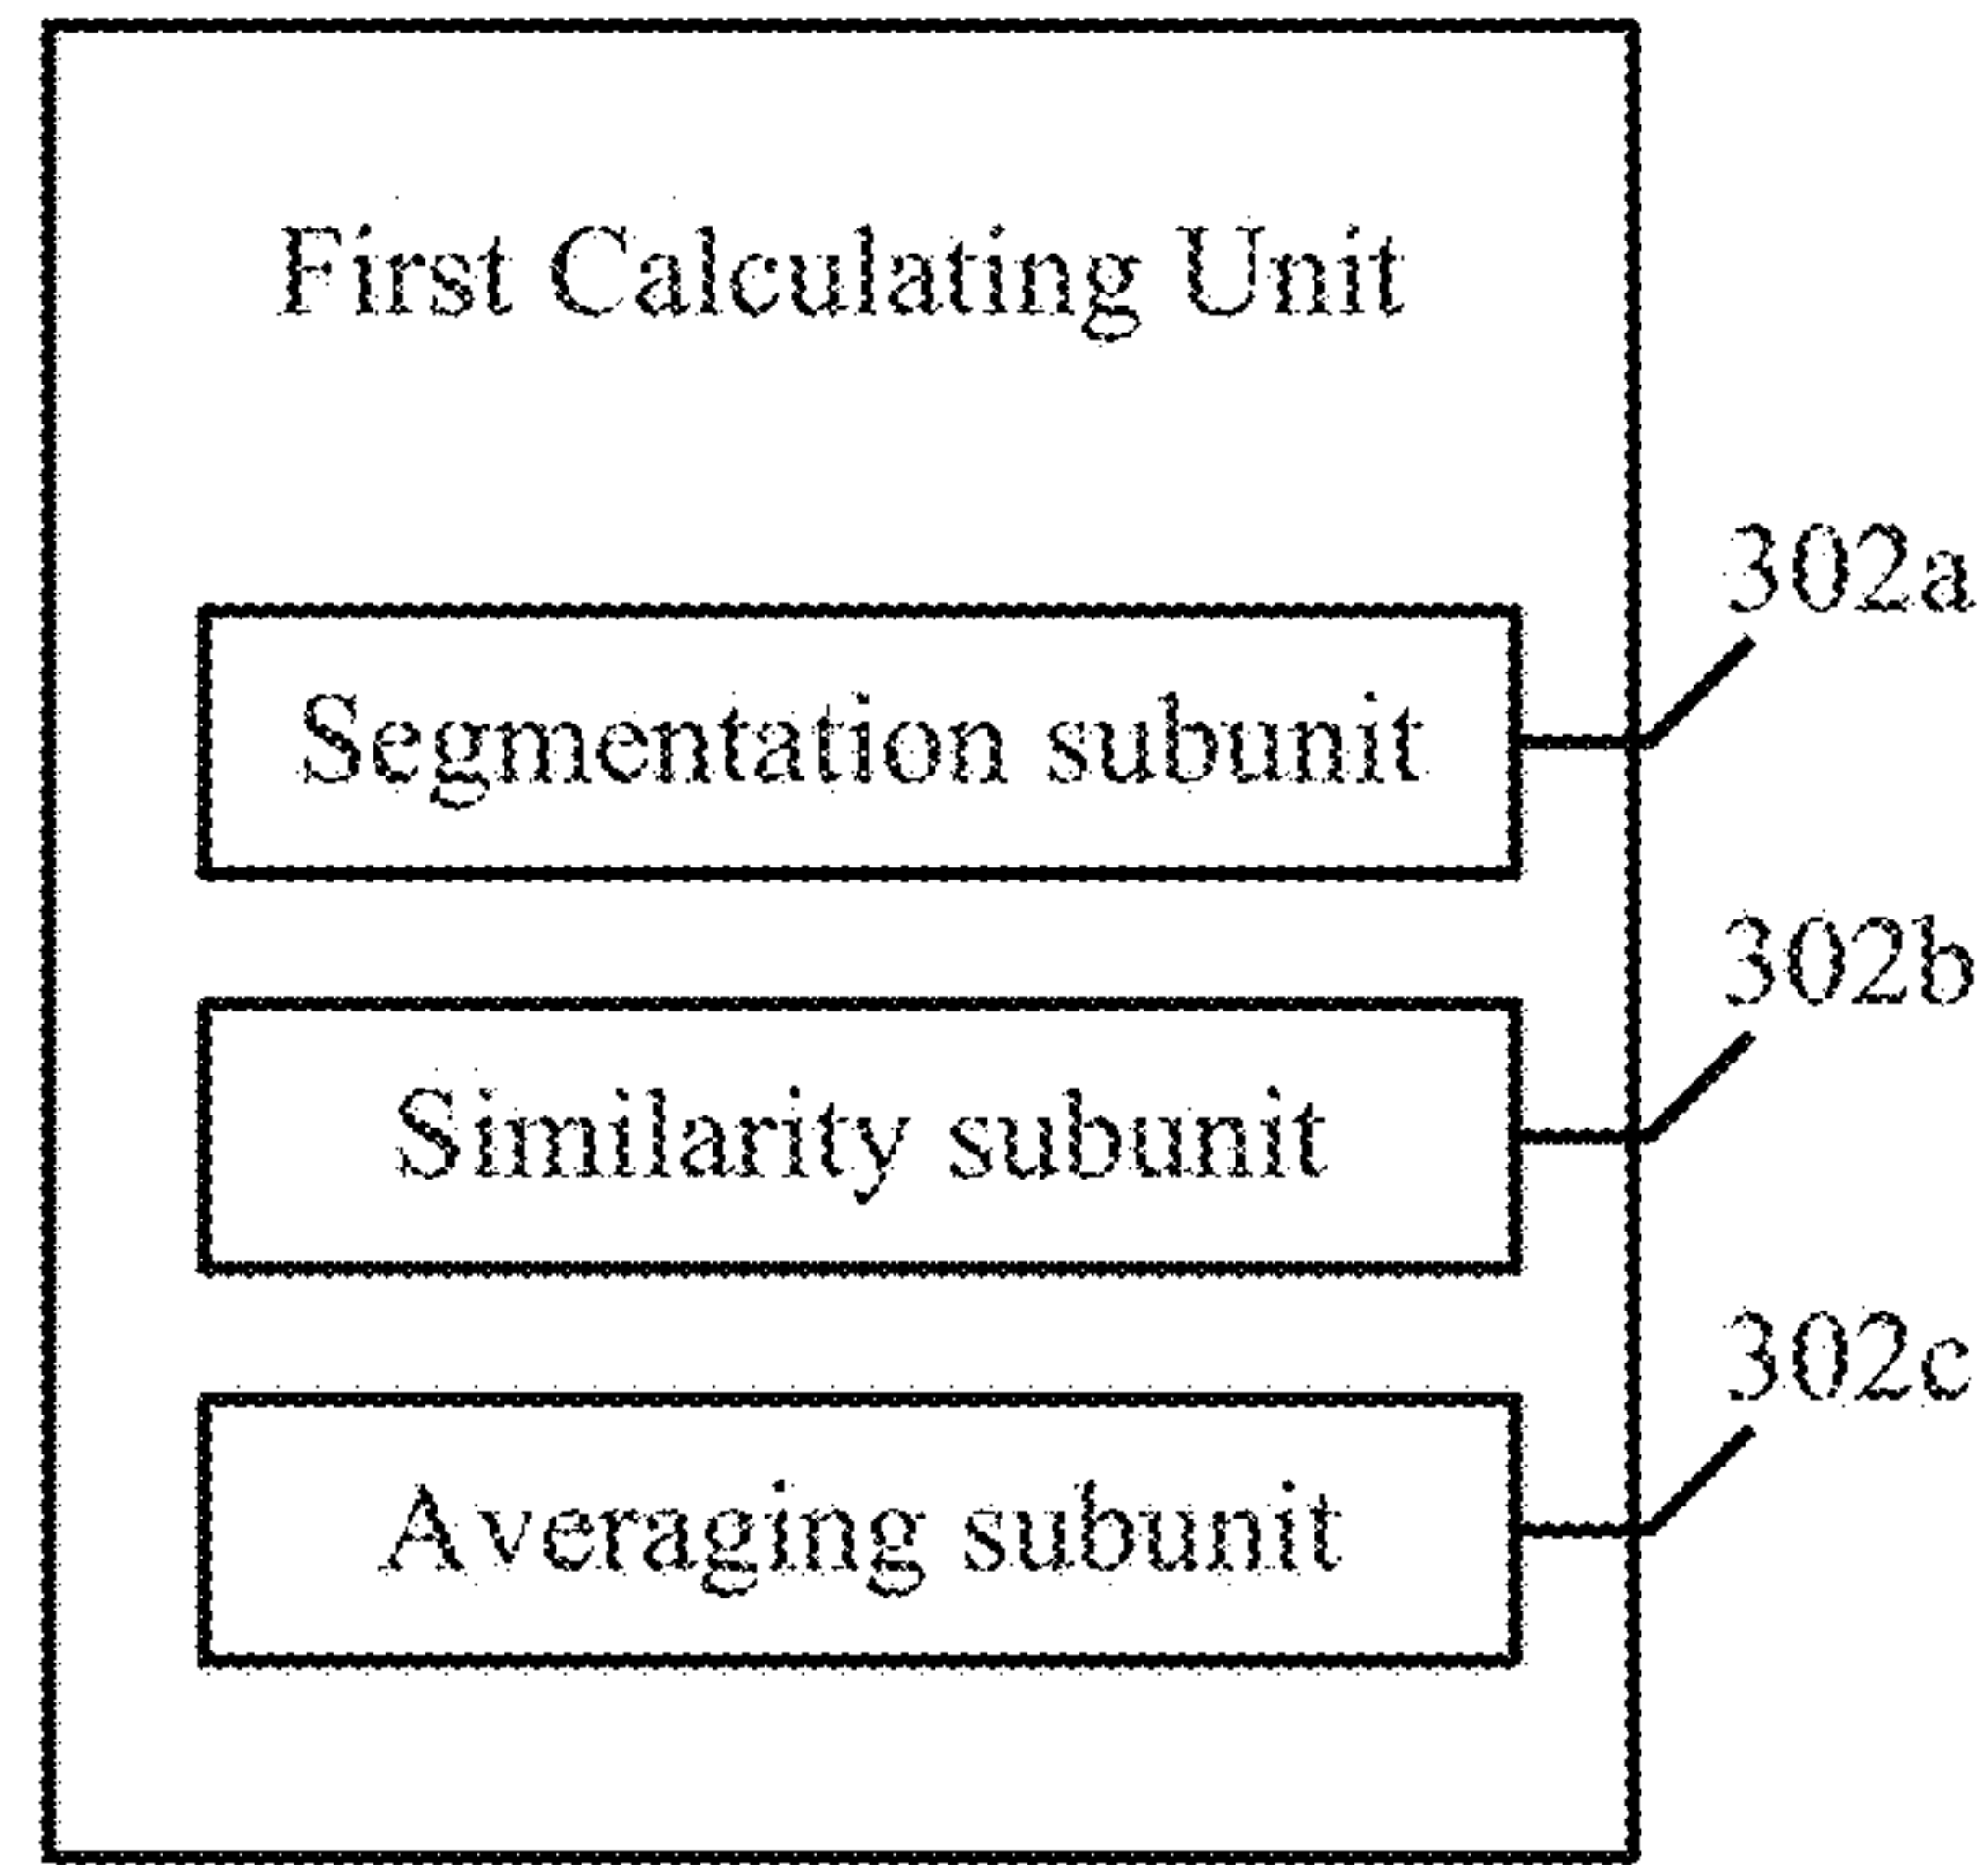 First Calculating Unit
302a
Segmentation subunit
302b
Similarity subunit
302c
Averaging subunit